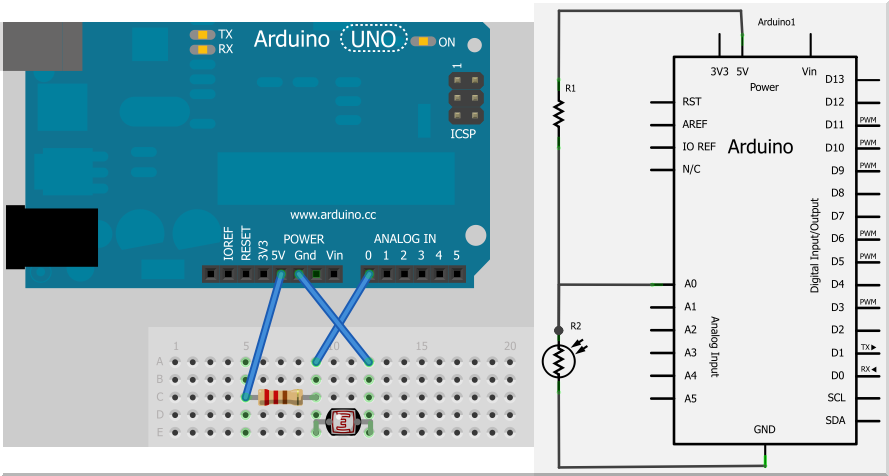 TX
RX
Arduino UNO
ON
1
ICSP
www.arduino.cc
POWER
ANALOG IN
IOREF
RESET
3V3
5V
Gnd
Vin
0 1 2 3 4 5
1 5 10 15 20
A
B
C
D
E
Arduino1
3V3 5V Vin
Power
R1
RST
AREF
IO REF
N/C
Arduino
D13
D12
D11 PWM
D10 PWM
D9 PWM
D8
D7
D6 PWM
D5 PWM
D4
D3 PWM
D2
D1 TX▶
D0 RX◀
SCL
SDA
Digital Input/Output
A0
A1
A2
A3
A4
A5
Analog Input
R2
GND